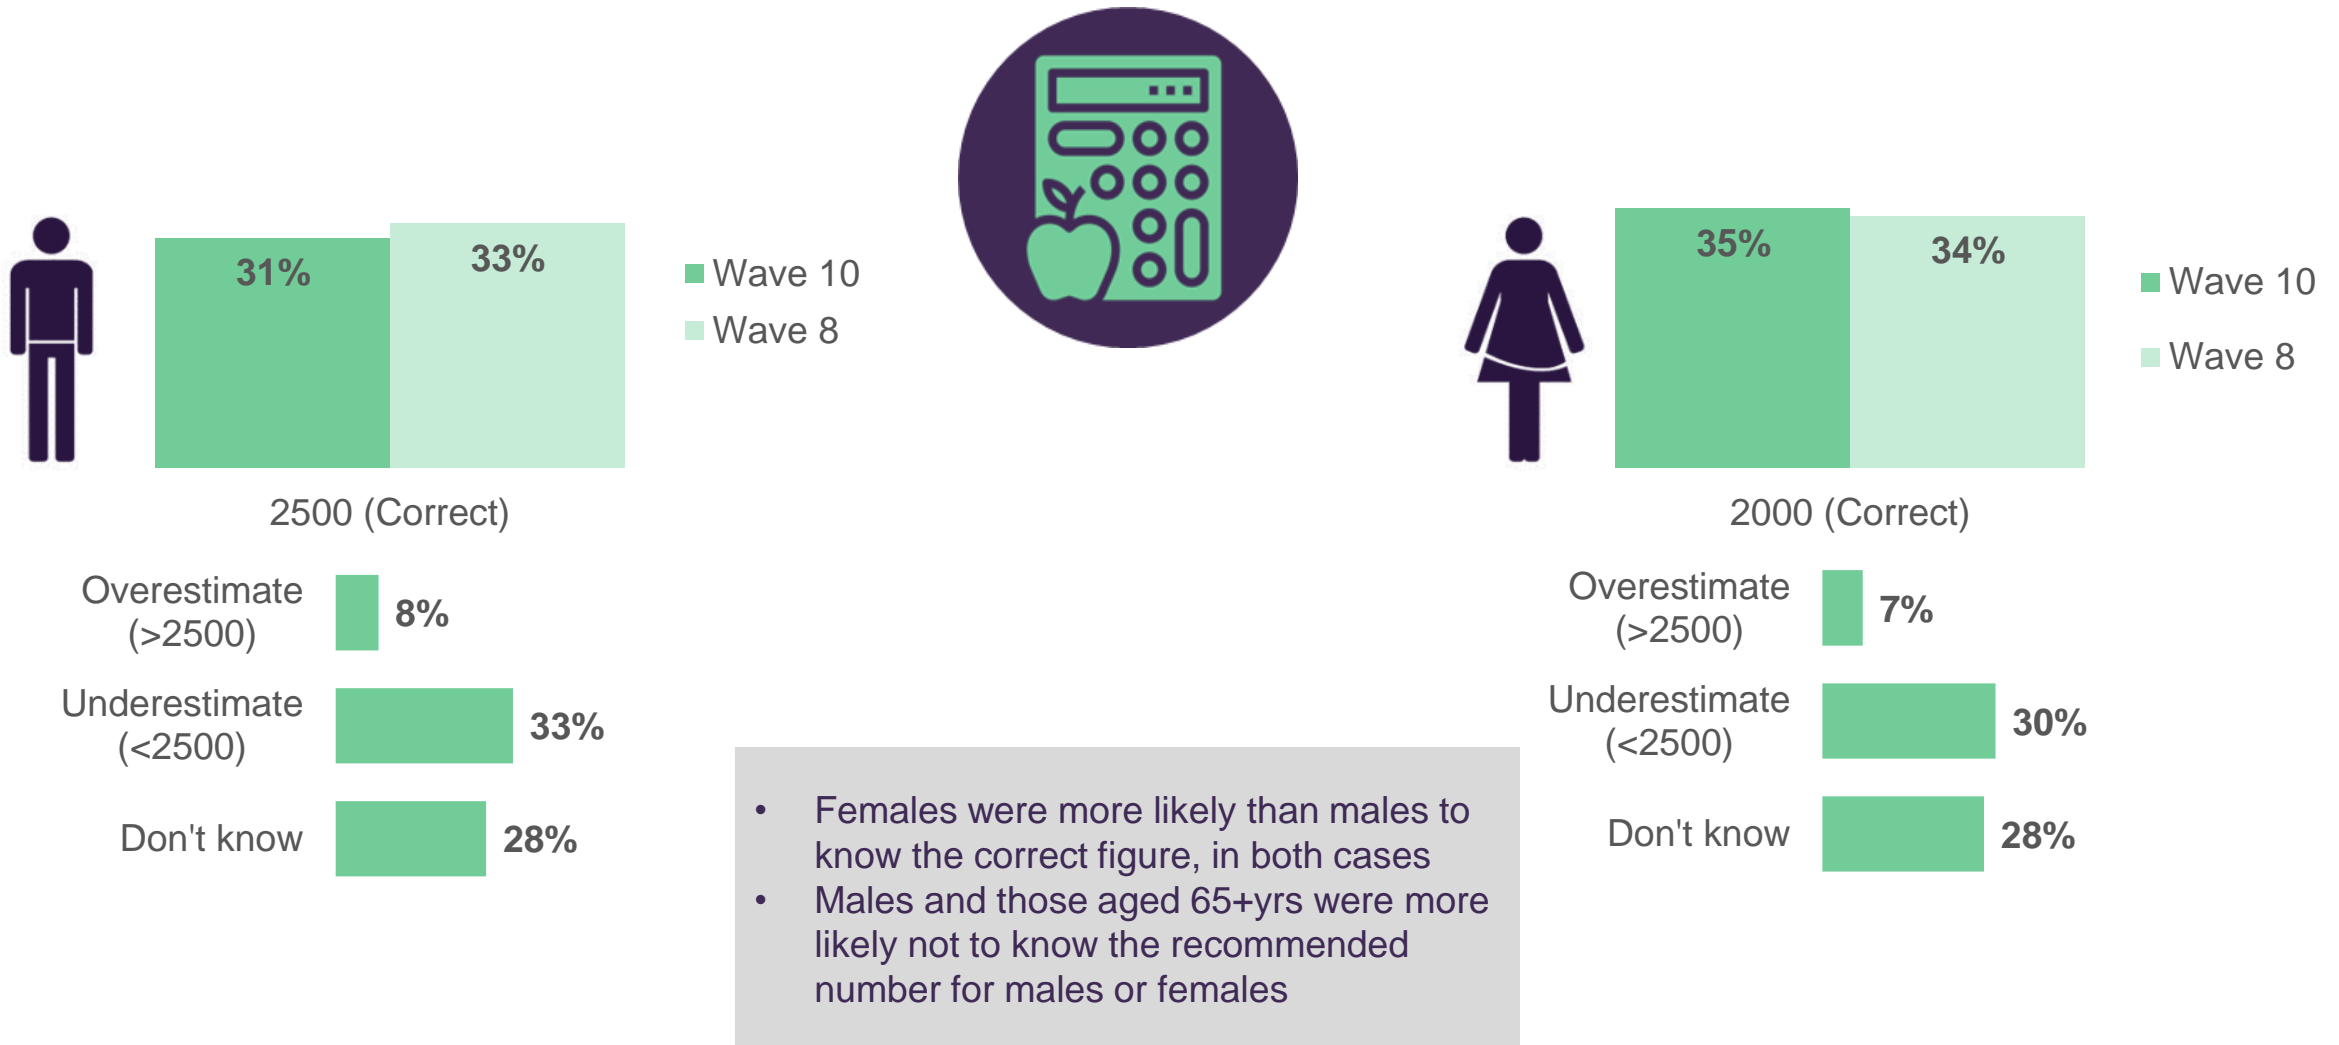 31%
33%
Wave 10
Wave 8
2500 (Correct)
Overestimate
(>2500)
8%
Underestimate
(<2500)
33%
Don't know
28%
35%
34%
Wave 10
Wave 8
2000 (Correct)
Overestimate
(>2500)
7%
Underestimate
(<2500)
30%
Don't know
28%
• Females were more likely than males to
know the correct figure, in both cases
• Males and those aged 65+yrs were more
likely not to know the recommended
number for males or females